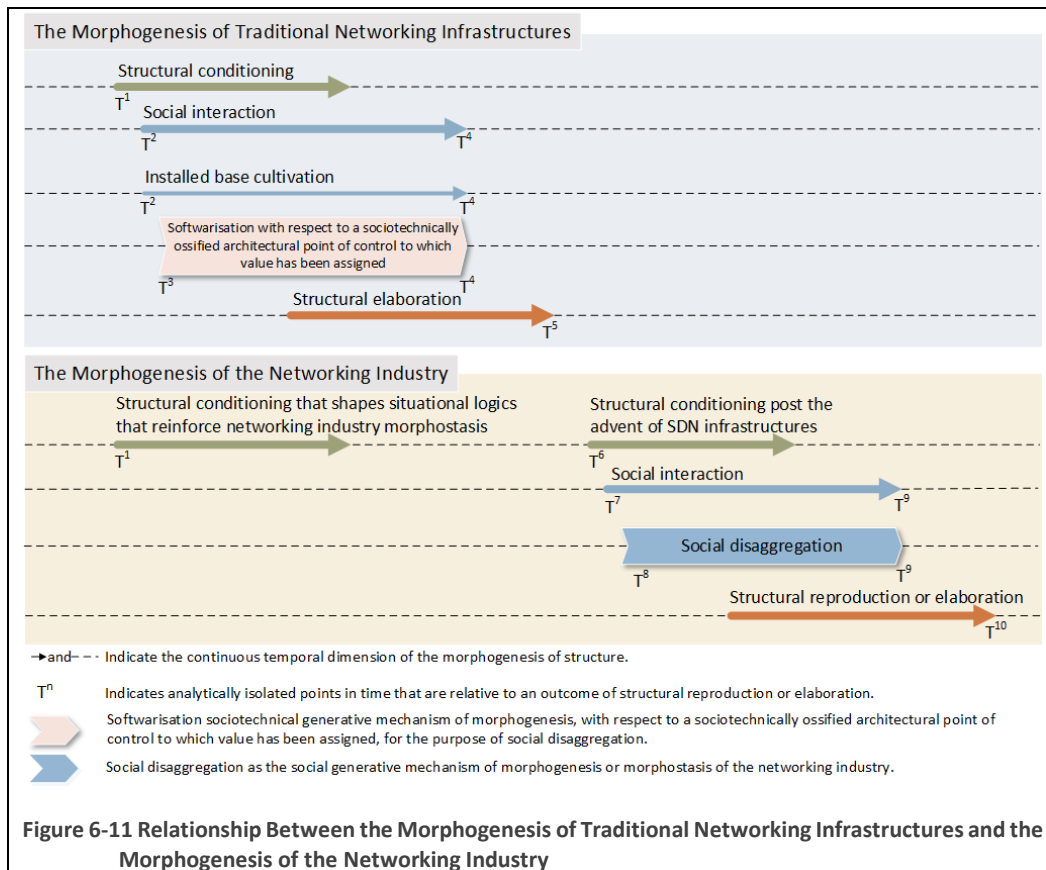 The Morphogenesis of Traditional Networking Infrastructures
Structural conditioning
T1
Social interaction
T2
T4
Installed base cultivation
T2
T4
Softwarisation with respect to a sociotechnically
ossified architectural point of control to which
value has been assigned
T3
T4
Structural elaboration
T5
The Morphogenesis of the Networking Industry
Structural conditioning that shapes situational logics
that reinforce networking industry morphostasis
T1
Structural conditioning post the
advent of SDN infrastructures
T6
Social interaction
T7
T9
Social disaggregation
T8
T9
Structural reproduction or elaboration
T10
and Indicate the continuous temporal dimension of the morphogenesis of structure.
Tn Indicates analytically isolated points in time that are relative to an outcome of structural reproduction or elaboration.
Softwarisation sociotechnical generative mechanism of morphogenesis, with respect to a sociotechnically ossified architectural point of
control to which value has been assigned, for the purpose of social disaggregation.
Social disaggregation as the social generative mechanism of morphogenesis or morphostasis of the networking industry.
Figure 6-11 Relationship Between the Morphogenesis of Traditional Networking Infrastructures and the
Morphogenesis of the Networking Industry